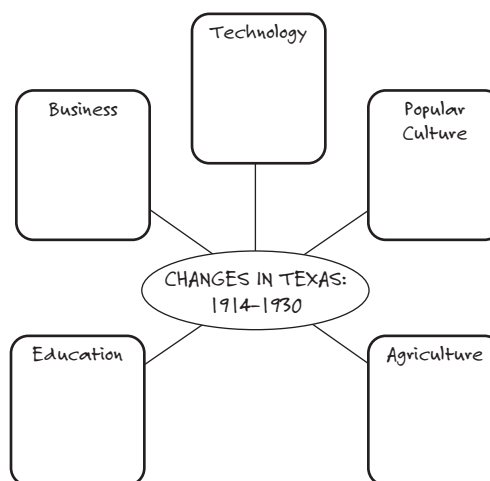 Technology
Business
Popular
Culture
CHANGES IN TEXAS:
1914–1930
Education
Agriculture